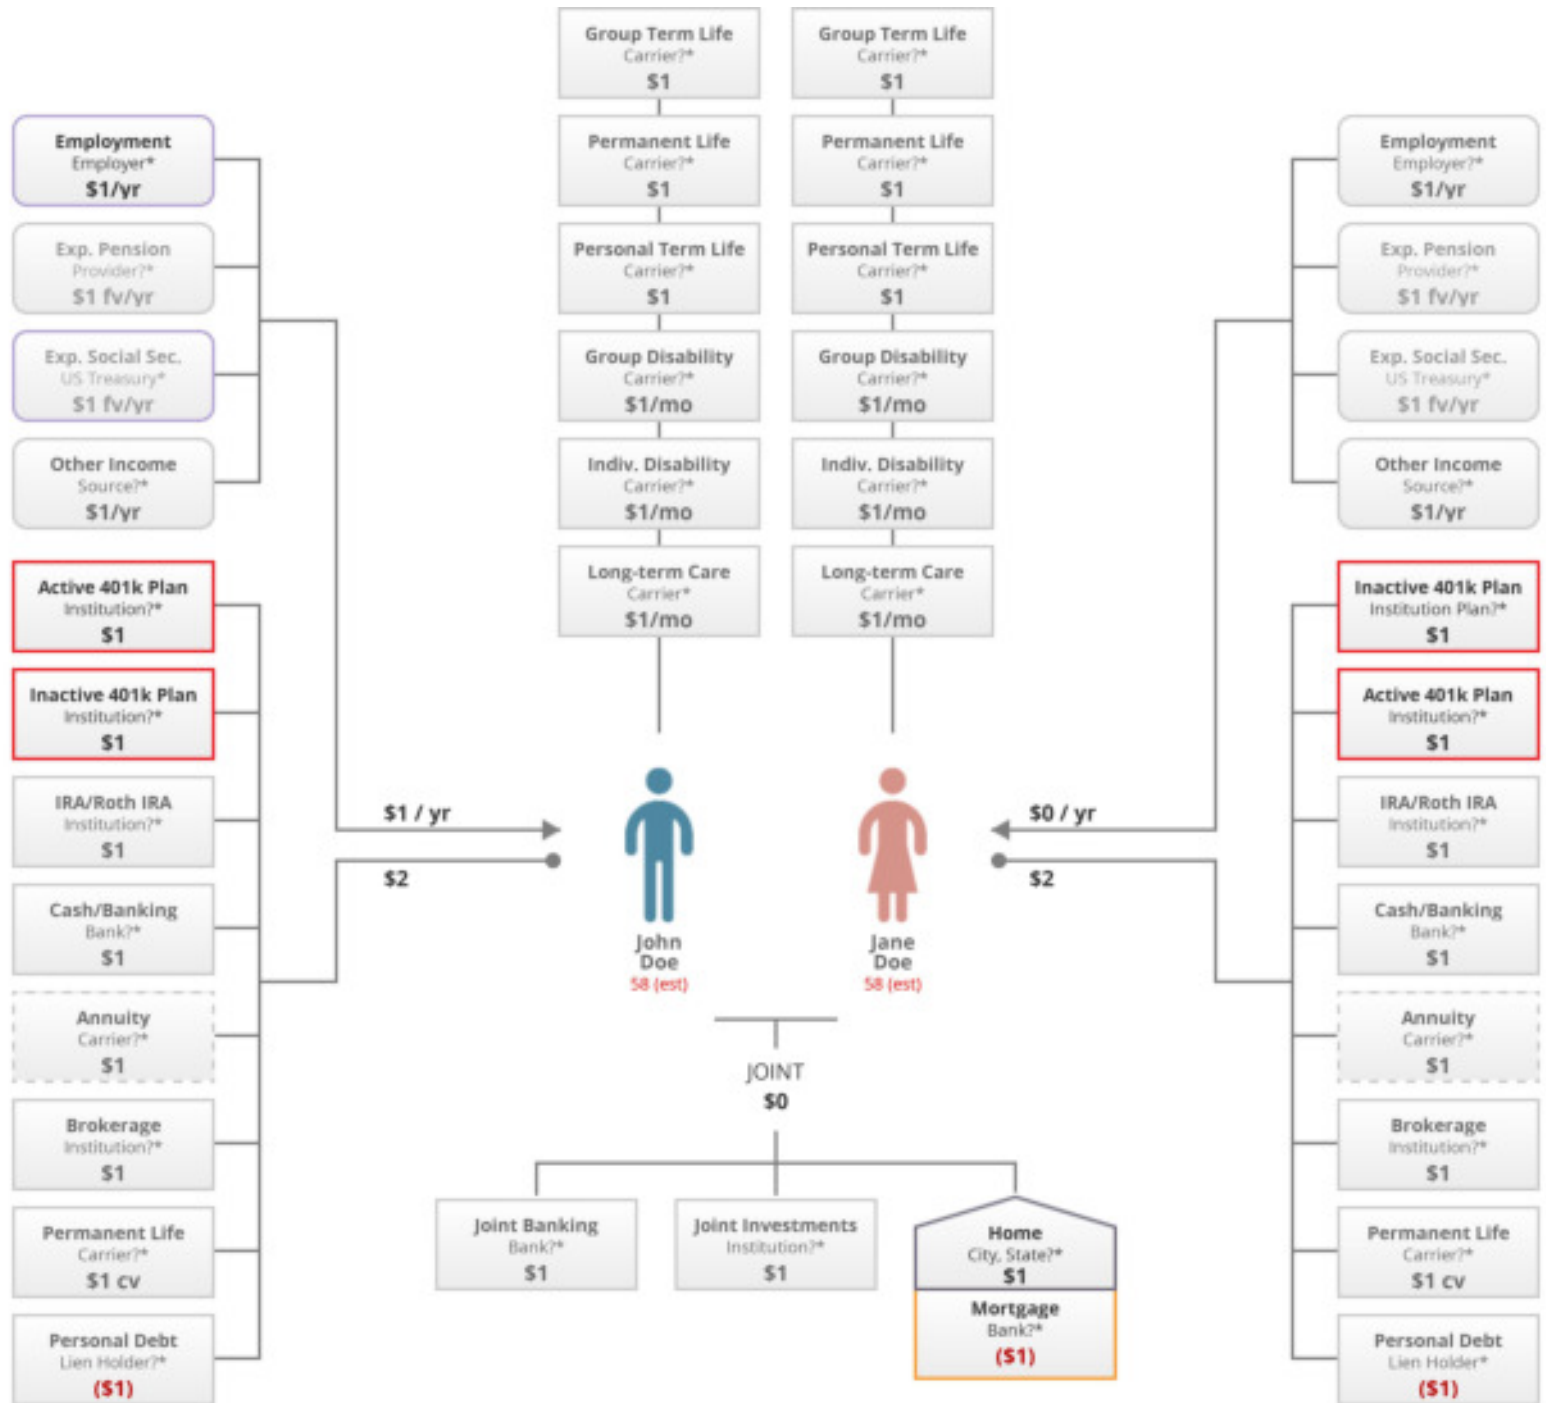 Group Term Life
Carrier?*
$1
Group Term Life
Carrier?*
$1
Permanent Life
Carrier?*
$1
Permanent Life
Carrier?*
$1
Personal Term Life
Carrier?*
$1
Personal Term Life
Carrier?*
$1
Group Disability
Carrier?*
$1/mo
Group Disability
Carrier?*
$1/mo
Indiv. Disability
Carrier?*
$1/mo
Indiv. Disability
Carrier?*
$1/mo
Long-term Care
Carrier*
$1/mo
Long-term Care
Carrier*
$1/mo
Employment
Employer*
$1/yr
Exp. Pension
Provider?*
$1 fv/yr
Exp. Social Sec.
US Treasury*
$1 fv/yr
Other Income
Source?*
$1/yr
Active 401k Plan
Institution?*
$1
Inactive 401k Plan
Institution?*
$1
IRA/Roth IRA
Institution?*
$1
Cash/Banking
Bank?*
$1
Annuity
Carrier?*
$1
Brokerage
Institution?*
$1
Permanent Life
Carrier?*
$1 cv
Personal Debt
Lien Holder?*
($1)
$1 / yr
$2
John
Doe
58 (est)
Jane
Doe
58 (est)
$0 / yr
$2
JOINT
$0
Joint Banking
Bank?*
$1
Joint Investments
Institution?*
$1
Home
City, State?*
$1
Mortgage
Bank?*
($1)
Employment
Employer?*
$1/yr
Exp. Pension
Provider?*
$1 fv/yr
Exp. Social Sec.
US Treasury*
$1 fv/yr
Other Income
Source?*
$1/yr
Inactive 401k Plan
Institution Plan?*
$1
Active 401k Plan
Institution?*
$1
IRA/Roth IRA
Institution?*
$1
Cash/Banking
Bank?*
$1
Annuity
Carrier?*
$1
Brokerage
Institution?*
$1
Permanent Life
Carrier?*
$1 cv
Personal Debt
Lien Holder*
($1)